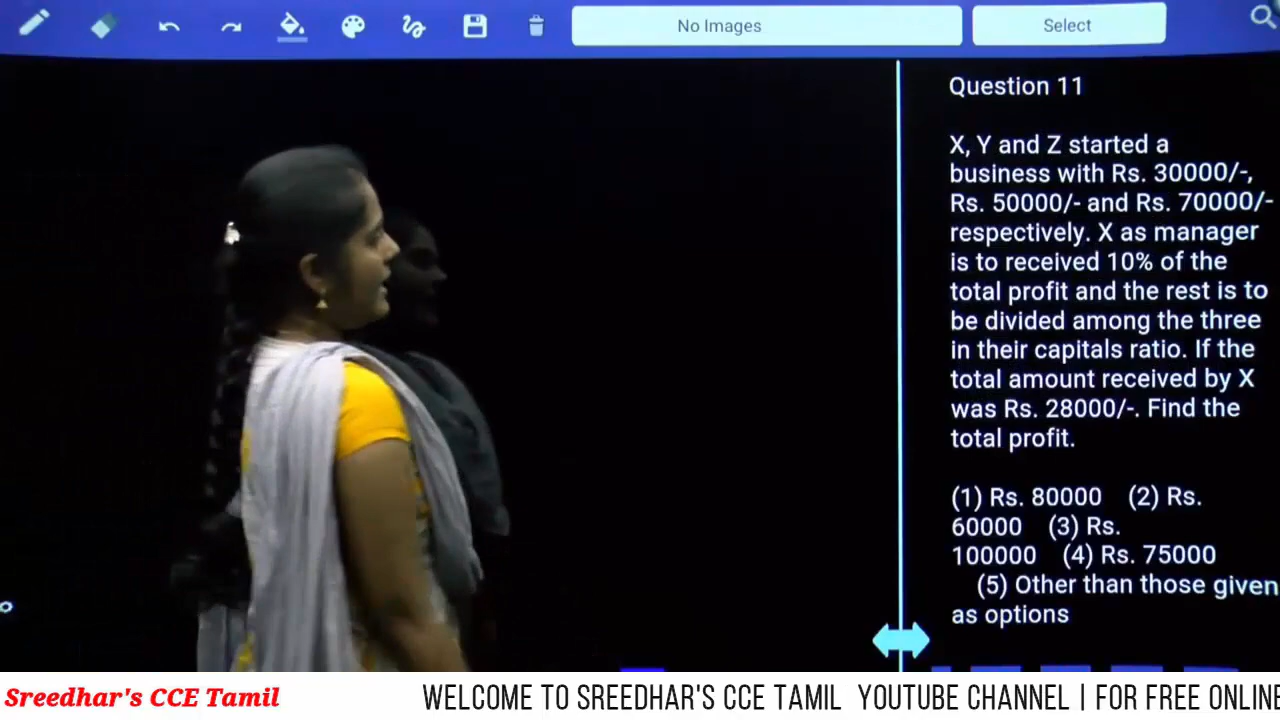 No Images
Select
Question 11
X, Y and Z started a
business with Rs. 30000/-,
Rs. 50000/- and Rs. 70000/-
respectively. X as manager
is to received 10% of the
total profit and the rest is to
be divided among the three
in their capitals ratio. If the
total amount received by X
was Rs. 28000/-. Find the
total profit.
(1) Rs. 80000 (2) Rs.
60000 (3) Rs.
100000 (4) Rs. 75000
(5) Other than those given
as options
Sreedhar's CCE Tamil
WELCOME TO SREEDHAR'S CCE TAMIL YOUTUBE CHANNEL | FOR FREE ONLINE